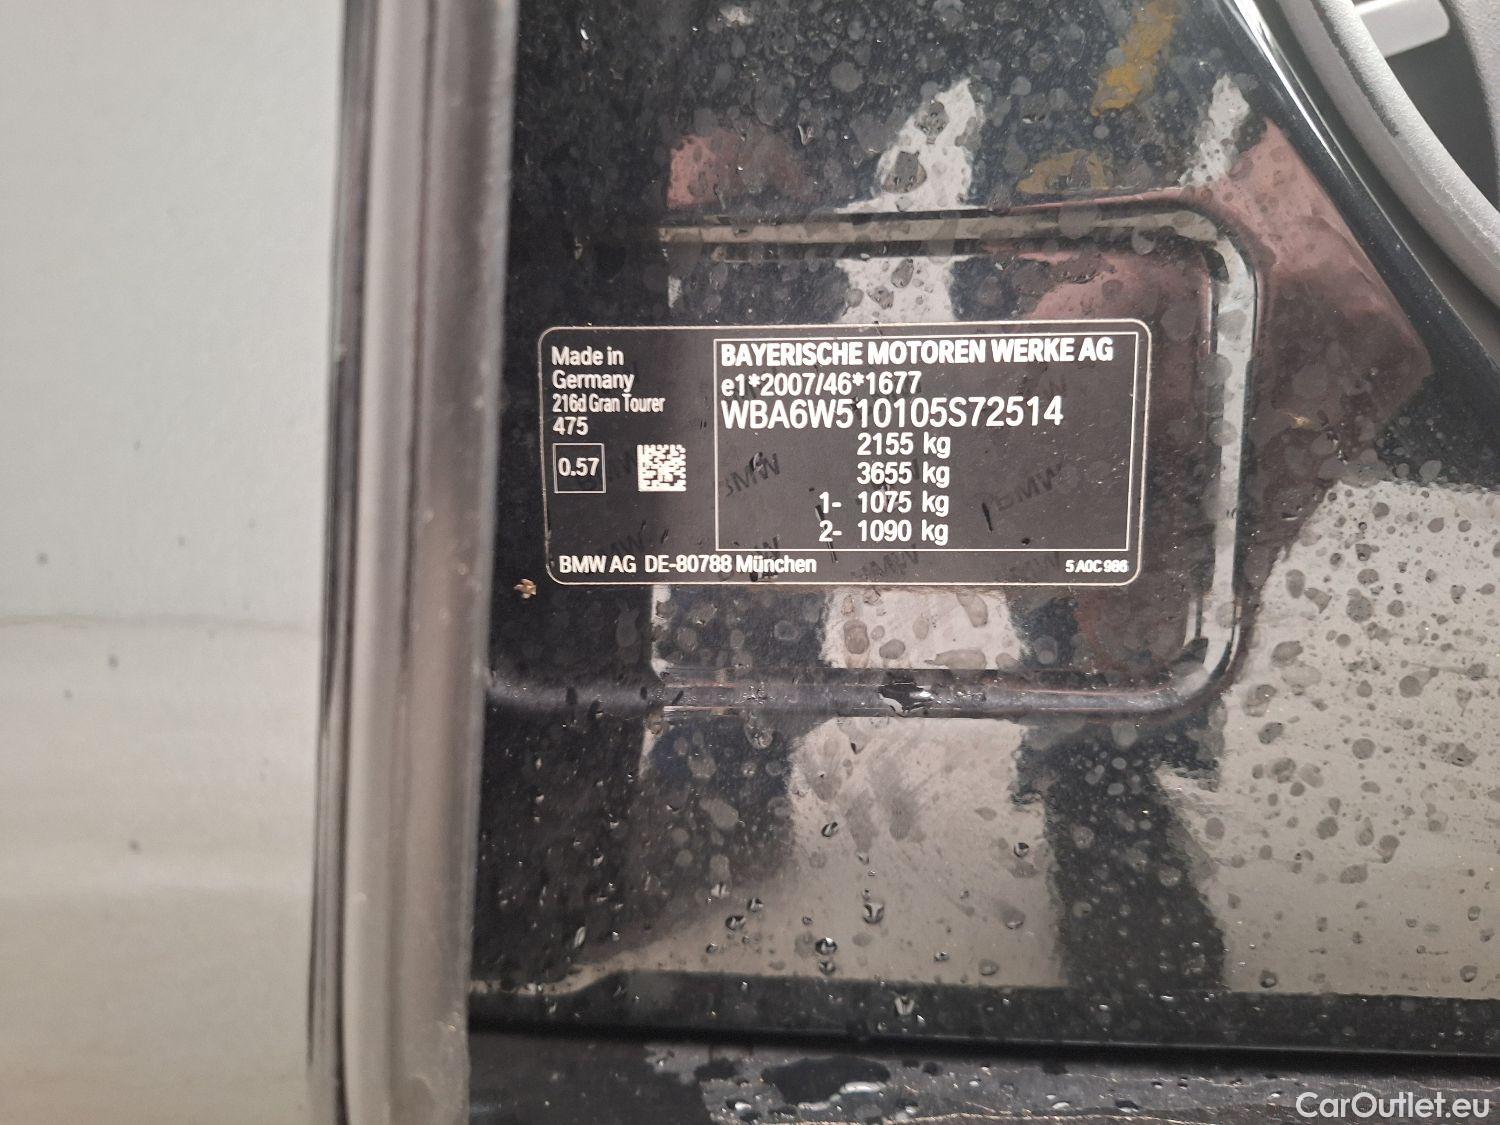 Made in
Germany
216d Gran Tourer
475
0.57
BAYERISCHE MOTOREN WERKE AG
e1*2007/46*1677
WBA6W510105S72514
2155 kg
3655 kg
1- 1075 kg
2- 1090 kg
BMW AG DE-80788 München
5 A0C 986
CarOutlet.eu